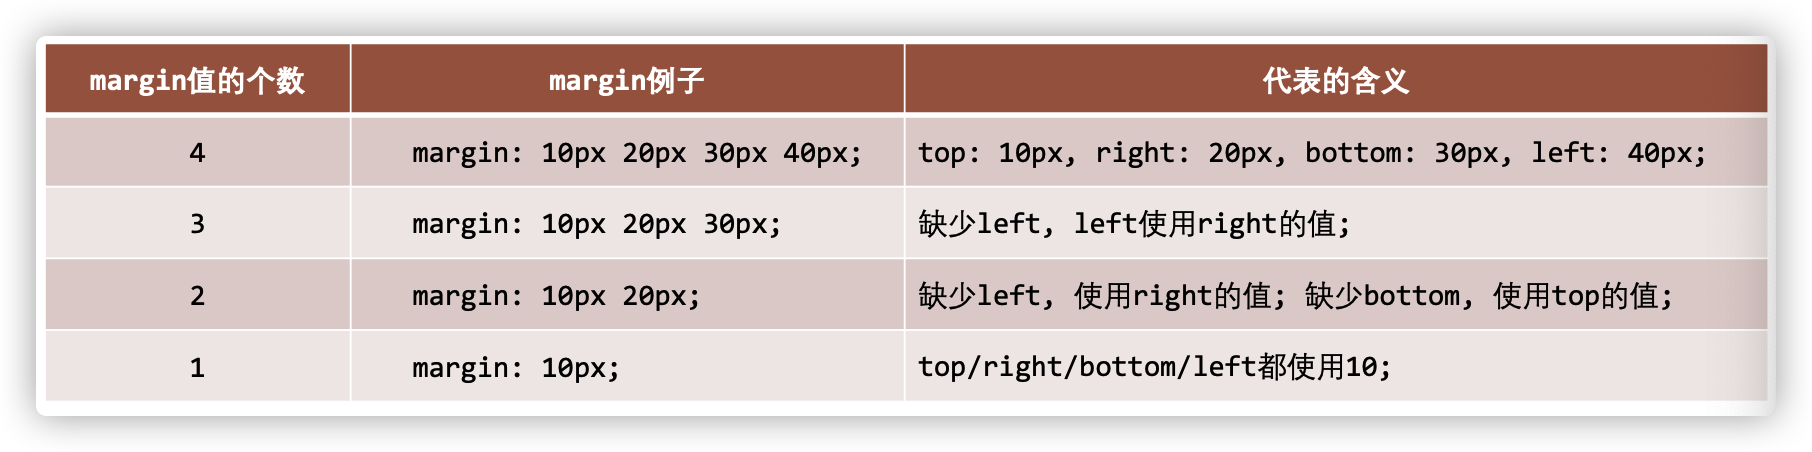 margin值的个数 margin例子 代表的含义
4 margin: 10px 20px 30px 40px; top: 10px, right: 20px, bottom: 30px, left: 40px;
3 margin: 10px 20px 30px; 缺少left, left使用right的值;
2 margin: 10px 20px; 缺少left, 使用right的值; 缺少bottom, 使用top的值;
1 margin: 10px; top/right/bottom/left都使用10;